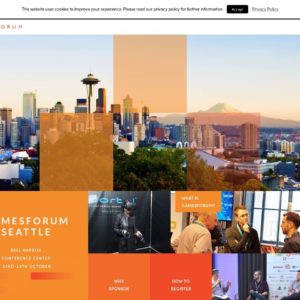 This website uses cookies to improve your experience. Please read our privacy policy for further information.
Accept
Privacy Policy
ORUM
MESFORUM
SEATTLE
BELL HARBOR
CONFERENCE CENTER
22ND-23TH OCTOBER
WHAT IS
GAMESFORUM?
WHY
SPONSOR
HOW TO
REGISTER